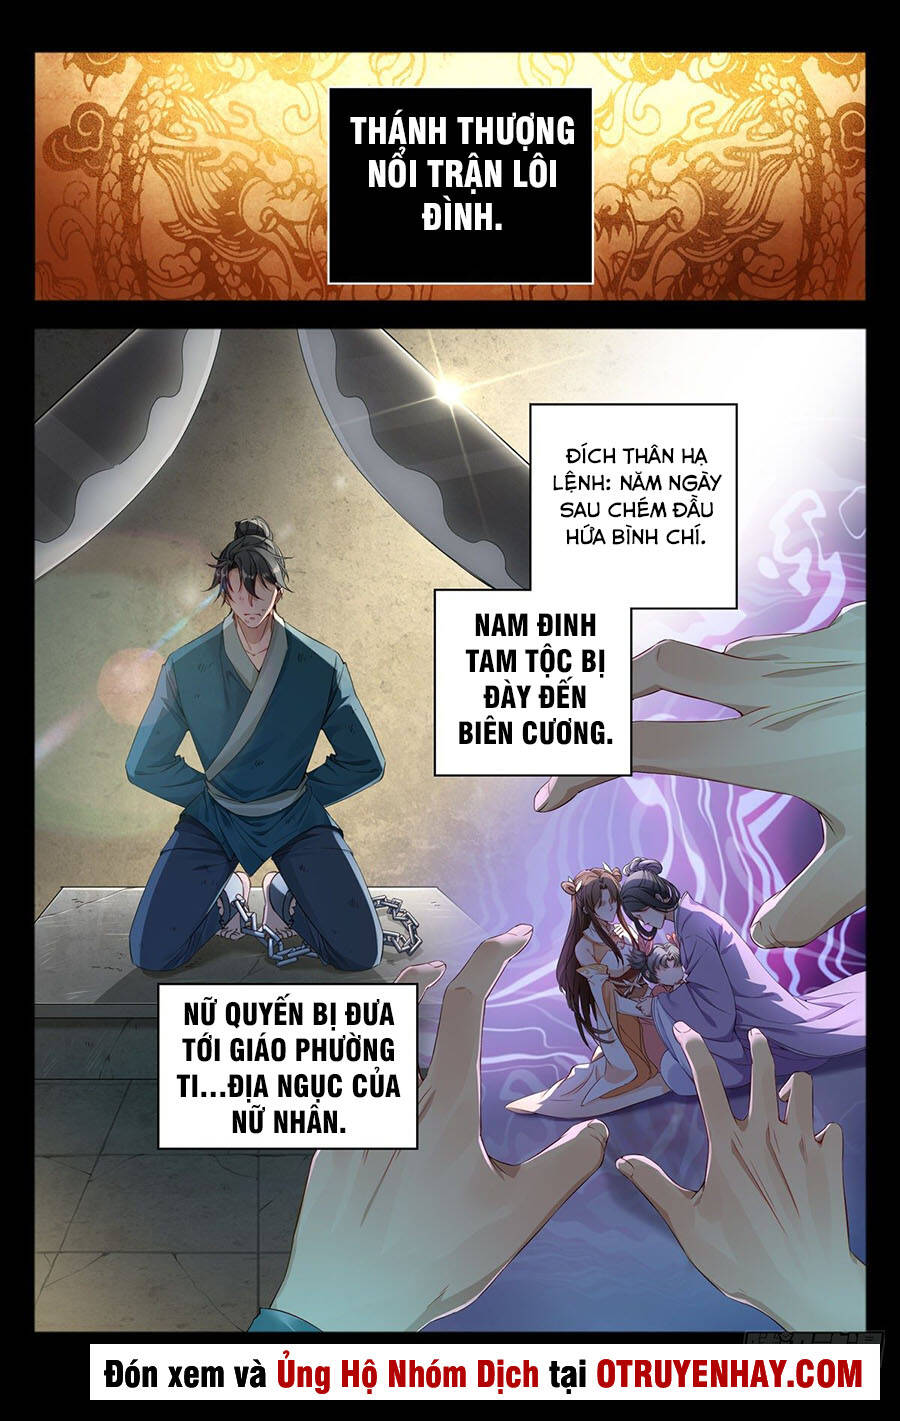 THÁNH THƯỢNG
NỔI TRẬN LÔI
ĐÌNH.
ĐÍCH THÂN HẠ
LỆNH: NĂM NGÀY
SAU CHÉM ĐẦU
HỨA BÌNH CHÍ.
NAM ĐINH
TAM TỘC BỊ
ĐÀY ĐẾN
BIÊN CƯƠNG.
NỮ QUYẾN BỊ ĐƯA
TỚI GIÁO PHƯỜNG
TI...ĐỊA NGỤC CỦA
NỮ NHÂN.
Đón xem và Ủng Hộ Nhóm Dịch tại OTRUYENHAY.COM